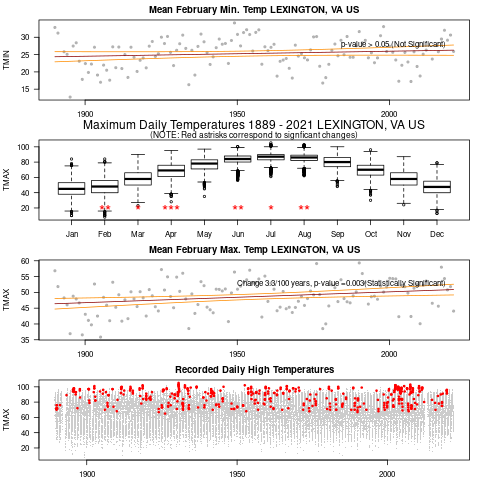 Mean February Min. Temp LEXINGTON, VA US
TMIN
30
25
20
15
p-value > 0.05 (Not Significant)
1900 1950 2000
Maximum Daily Temperatures 1889 - 2021 LEXINGTON, VA US
(NOTE: Red astrisks correspond to signficant changes)
TMAX
100
80
60
40
20
** * *** ** * **
Jan Feb Mar Apr May Jun Jul Aug Sep Oct Nov Dec
Mean February Max. Temp LEXINGTON, VA US
TMAX
60
55
50
45
40
35
Change 3.3/100 years, p-value =0.003(Statistically Significant)
1900 1950 2000
Recorded Daily High Temperatures
TMAX
100
80
60
40
20
1900 1950 2000